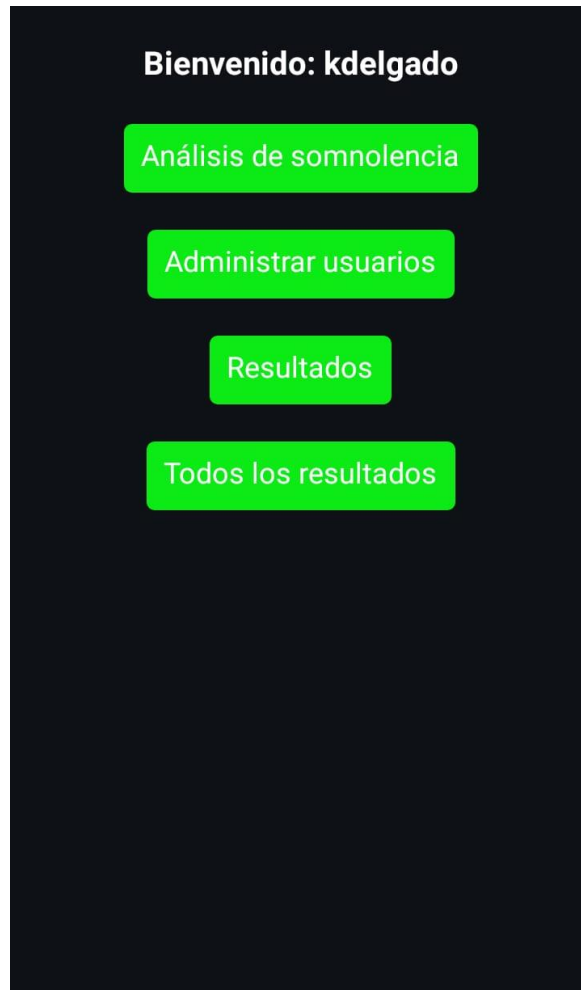 Bienvenido: kdelgado
Análisis de somnolencia
Administrar usuarios
Resultados
Todos los resultados